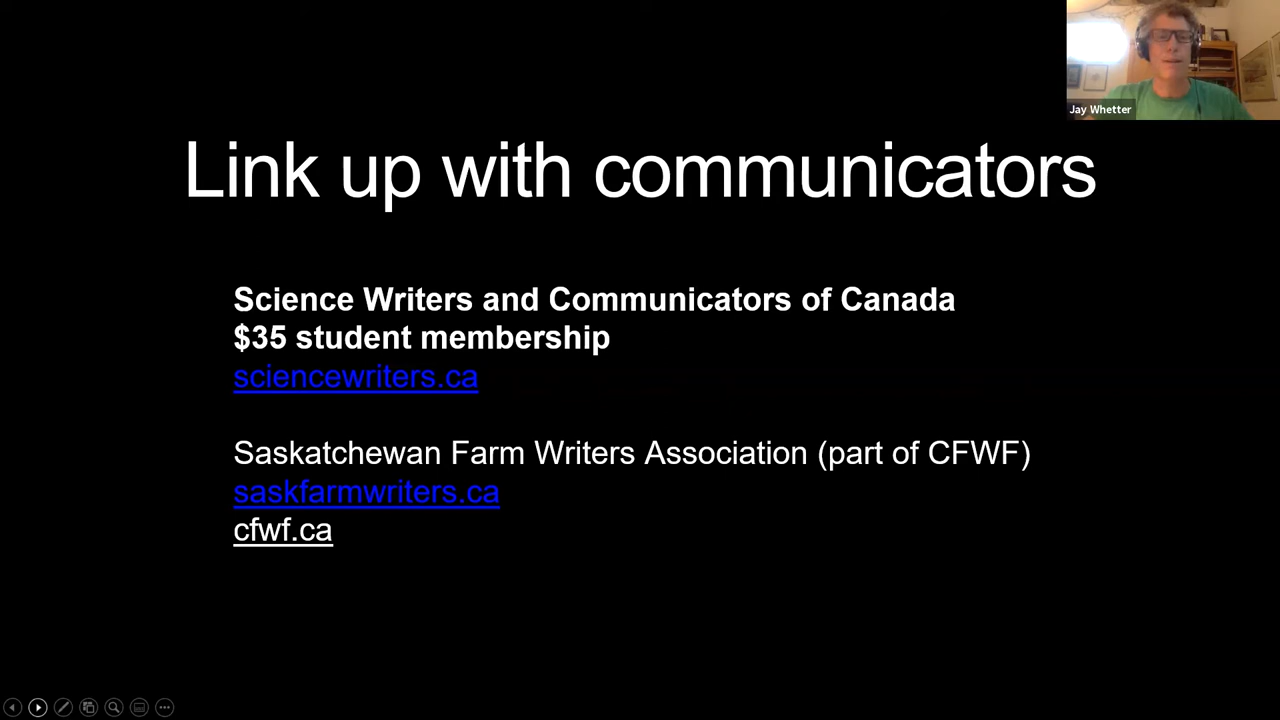 Jay Whetter
Link up with communicators
Science Writers and Communicators of Canada
$35 student membership
sciencewriters.ca
Saskatchewan Farm Writers Association (part of CFWF)
saskfarmwriters.ca
cfwf.ca